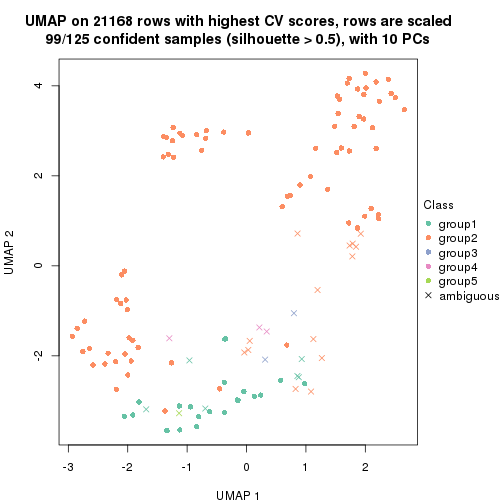 UMAP on 21168 rows with highest CV scores, rows are scaled
99/125 confident samples (silhouette > 0.5), with 10 PCs
4
2
0
-2
UMAP 2
-3
-2
-1
0
1
2
UMAP 1
Class
group1
group2
group3
group4
group5
ambiguous